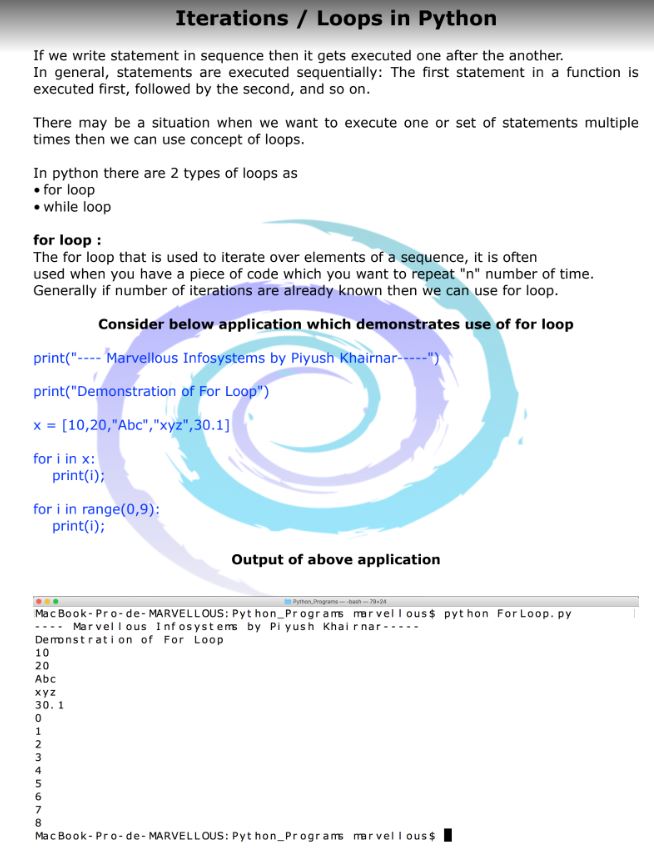 Iterations / Loops in Python
If we write statement in sequence then it gets executed one after the another.
In general, statements are executed sequentially: The first statement in a function is
executed first, followed by the second, and so on.
There may be a situation when we want to execute one or set of statements multiple
times then we can use concept of loops.
In python there are 2 types of loops as
• for loop
• while loop
for loop :
The for loop that is used to iterate over elements of a sequence, it is often
used when you have a piece of code which you want to repeat "n" number of time.
Generally if number of iterations are already known then we can use for loop.
Consider below application which demonstrates use of for loop
print("---- Marvellous Infosystems by Piyush Khairnar-----")
print("Demonstration of For Loop")
x = [10,20,"Abc","xyz",30.1]
for i in x:
print(i);
for i in range(0,9):
print(i);
Output of above application
Python_Programs — -bash — 79×24
MacBook-Pro-de-MARVELLOUS:Python_Programs marvellous$ python ForLoop.py
---- Marvellous Infosystems by Piyush Khairnar-----
Demonstration of For Loop
10
20
Abc
xyz
30.1
0
1
2
3
4
5
6
7
8
MacBook-Pro-de-MARVELLOUS:Python_Programs marvellous$